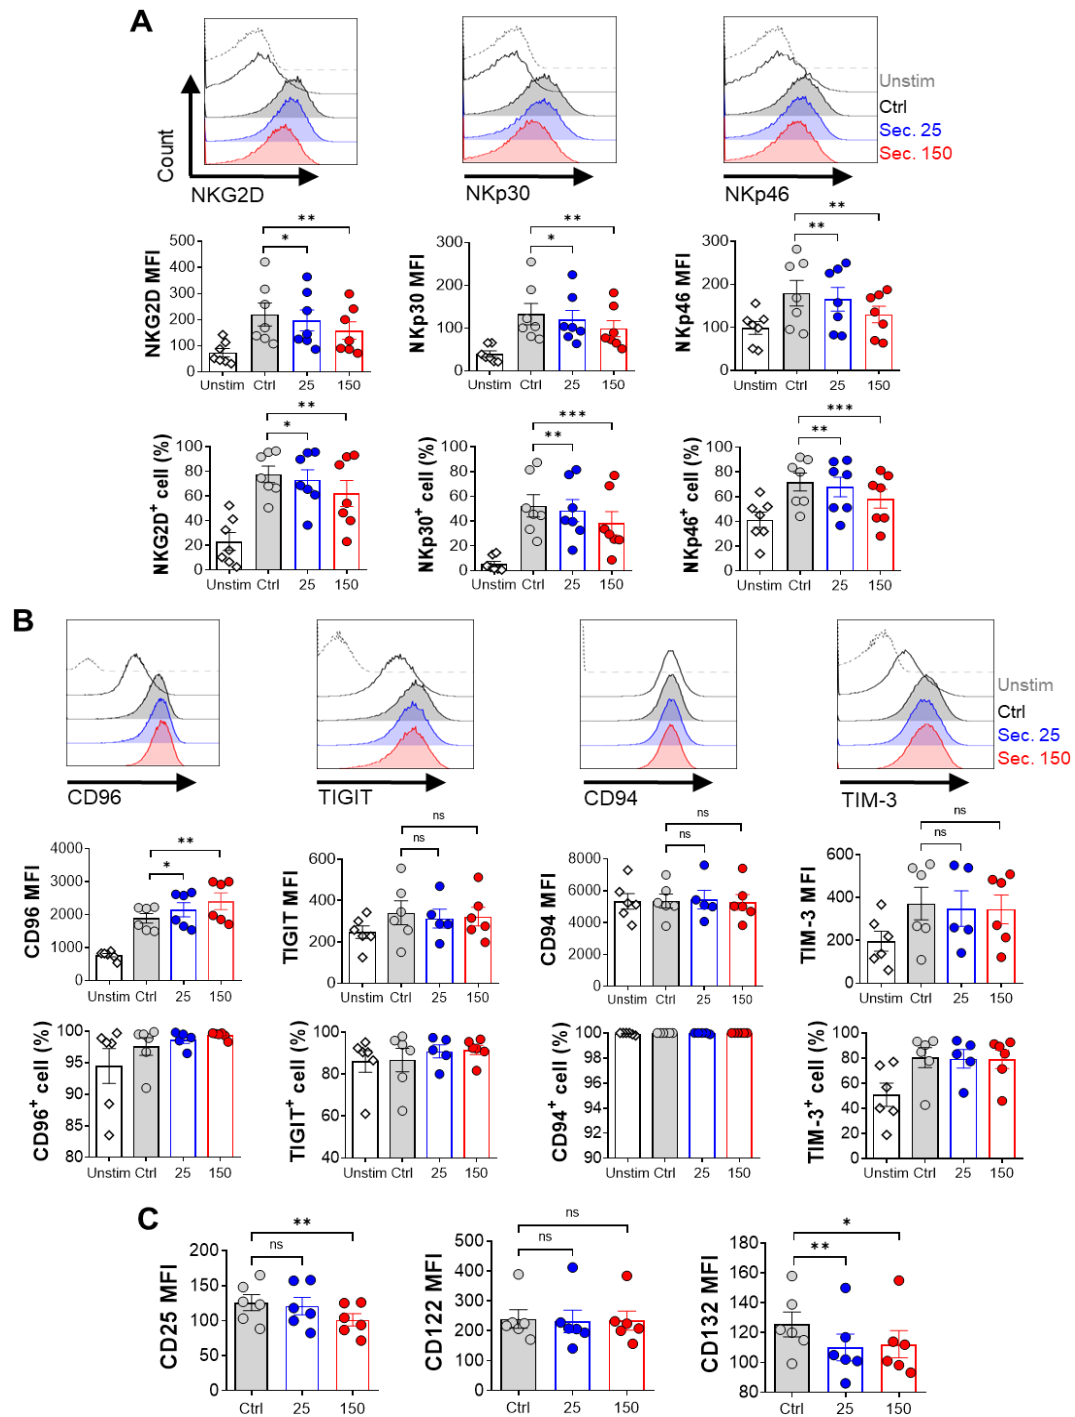 A
Unstim
Ctrl
Sec. 25
Sec. 150
Count
NKG2D
NKp30
NKp46
NKG2D MFI
500
400
300
200
100
0
* **
Unstim Ctrl 25 150
NKp30 MFI
300
200
100
0
* **
Unstim Ctrl 25 150
NKp46 MFI
300
200
100
0
** **
Unstim Ctrl 25 150
NKG2D⁺ cell (%)
100
80
60
40
20
0
* **
Unstim Ctrl 25 150
NKp30⁺ cell (%)
100
80
60
40
20
0
** ***
Unstim Ctrl 25 150
NKp46⁺ cell (%)
100
80
60
40
20
0
** ***
Unstim Ctrl 25 150
B
Unstim
Ctrl
Sec. 25
Sec. 150
CD96
TIGIT
CD94
TIM-3
CD96 MFI
4000
3000
2000
1000
0
* **
Unstim Ctrl 25 150
TIGIT MFI
600
400
200
0
ns ns
Unstim Ctrl 25 150
CD94 MFI
8000
6000
4000
2000
0
ns ns
Unstim Ctrl 25 150
TIM-3 MFI
600
400
200
0
ns ns
Unstim Ctrl 25 150
CD96⁺ cell (%)
100
95
90
85
80
Unstim Ctrl 25 150
TIGIT⁺ cell (%)
100
80
60
40
Unstim Ctrl 25 150
CD94⁺ cell (%)
100
98
96
94
92
90
Unstim Ctrl 25 150
TIM-3⁺ cell (%)
100
80
60
40
20
0
Unstim Ctrl 25 150
C
CD25 MFI
200
150
100
50
0
ns **
Ctrl 25 150
CD122 MFI
500
400
300
200
100
0
ns ns
Ctrl 25 150
CD132 MFI
180
160
140
120
100
80
** *
Ctrl 25 150